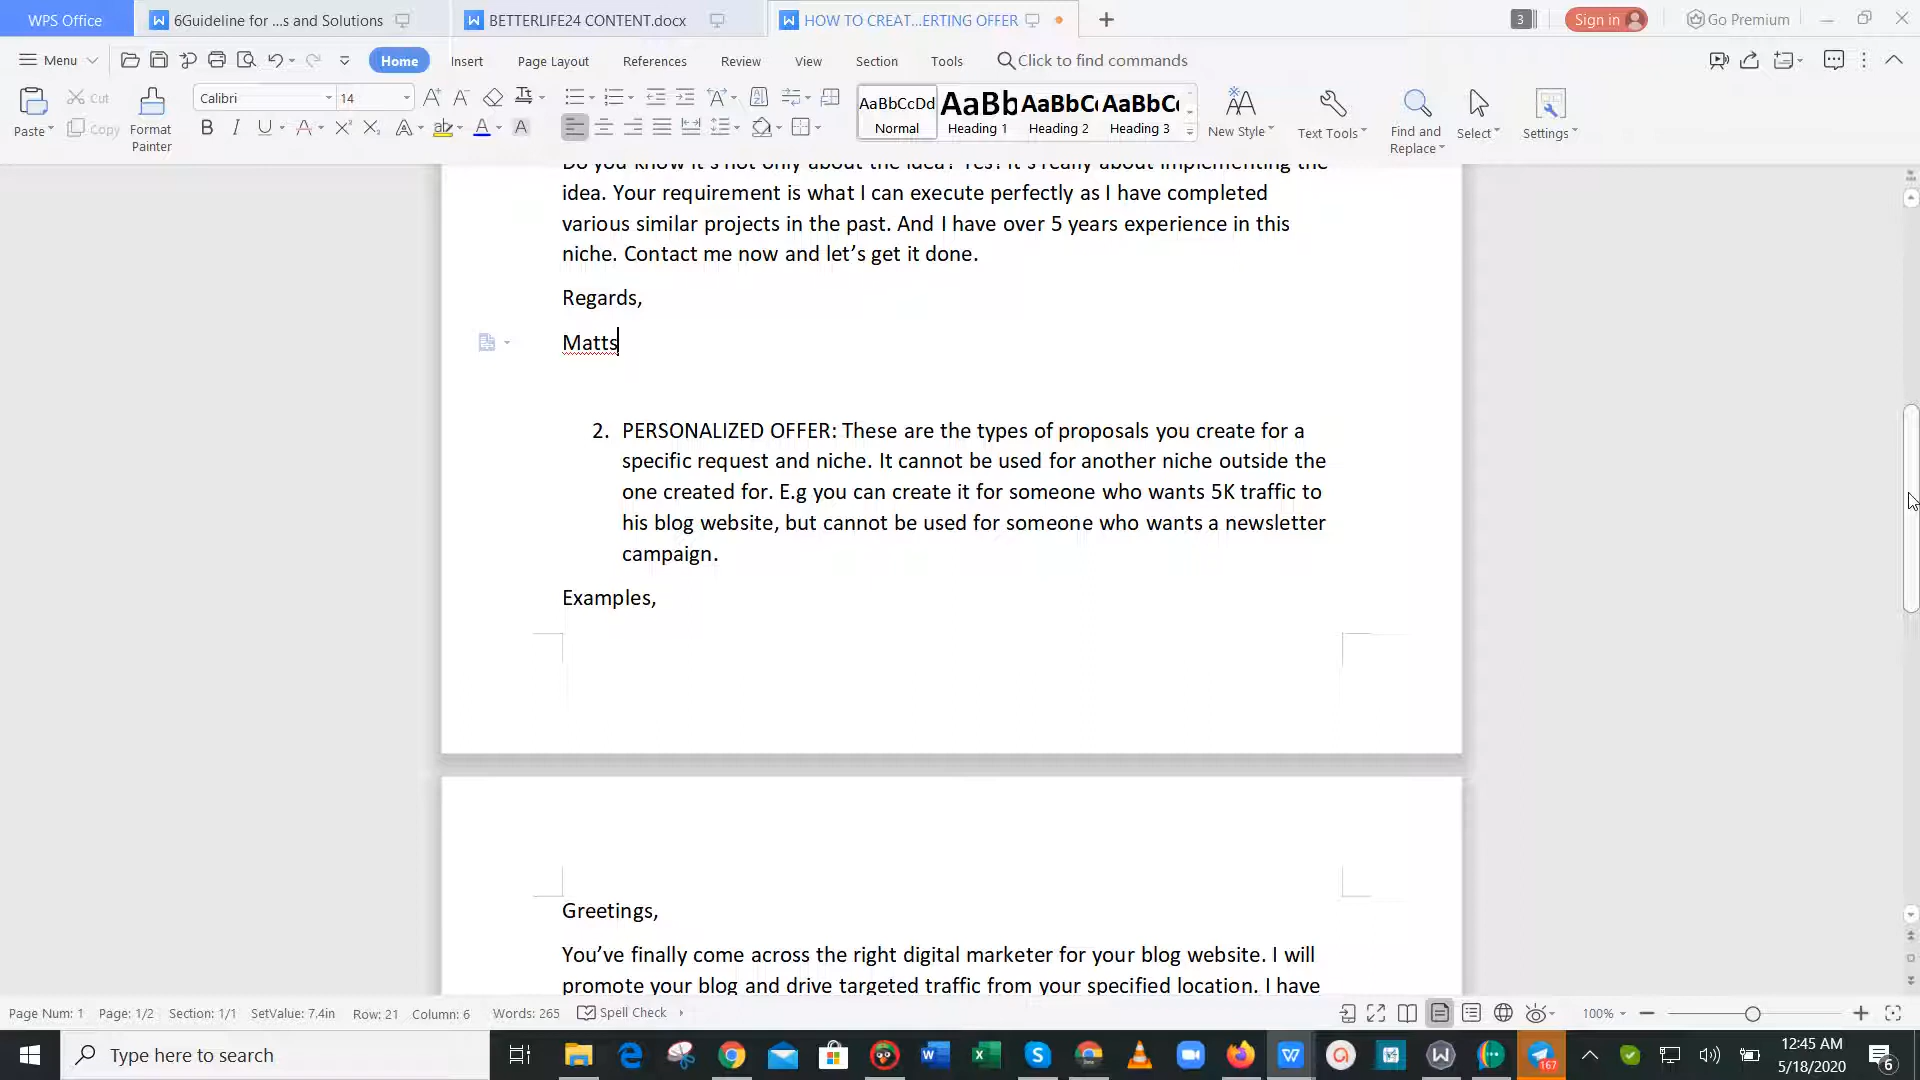 WPS Office
6Guideline for ...s and Solutions
BETTERLIFE24 CONTENT.docx
HOW TO CREAT...ERTING OFFER
3
Sign in
Go Premium
Menu
Home
Insert
Page Layout
References
Review
View
Section
Tools
Click to find commands
Paste
Cut
Copy
Format Painter
Calibri
14
AaBbCcDd
Normal
AaBb
Heading 1
AaBbC
Heading 2
AaBbC
Heading 3
New Style
Text Tools
Find and Replace
Select
Settings
Do you know it's not only about the idea? Yes! It's really about implementing the
idea. Your requirement is what I can execute perfectly as I have completed
various similar projects in the past. And I have over 5 years experience in this
niche. Contact me now and let's get it done.
Regards,
Matts
2. PERSONALIZED OFFER: These are the types of proposals you create for a
specific request and niche. It cannot be used for another niche outside the
one created for. E.g you can create it for someone who wants 5K traffic to
his blog website, but cannot be used for someone who wants a newsletter
campaign.
Examples,
Greetings,
You've finally come across the right digital marketer for your blog website. I will
promote your blog and drive targeted traffic from your specified location. I have
Page Num: 1
Page: 1/2
Section: 1/1
SetValue: 7.4in
Row: 21
Column: 6
Words: 265
Spell Check
100%
Type here to search
167
12:45 AM
5/18/2020
6